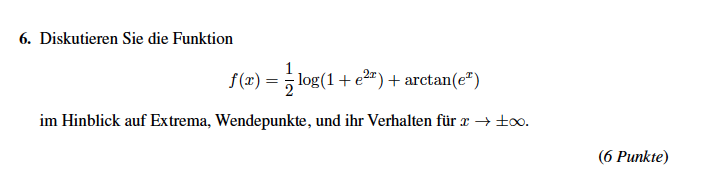 6. Diskutieren Sie die Funktion
f(x) = \frac{1}{2} log(1 + e^{2x}) + arctan(e^x)
im Hinblick auf Extrema, Wendepunkte, und ihr Verhalten für x → ±∞.
(6 Punkte)